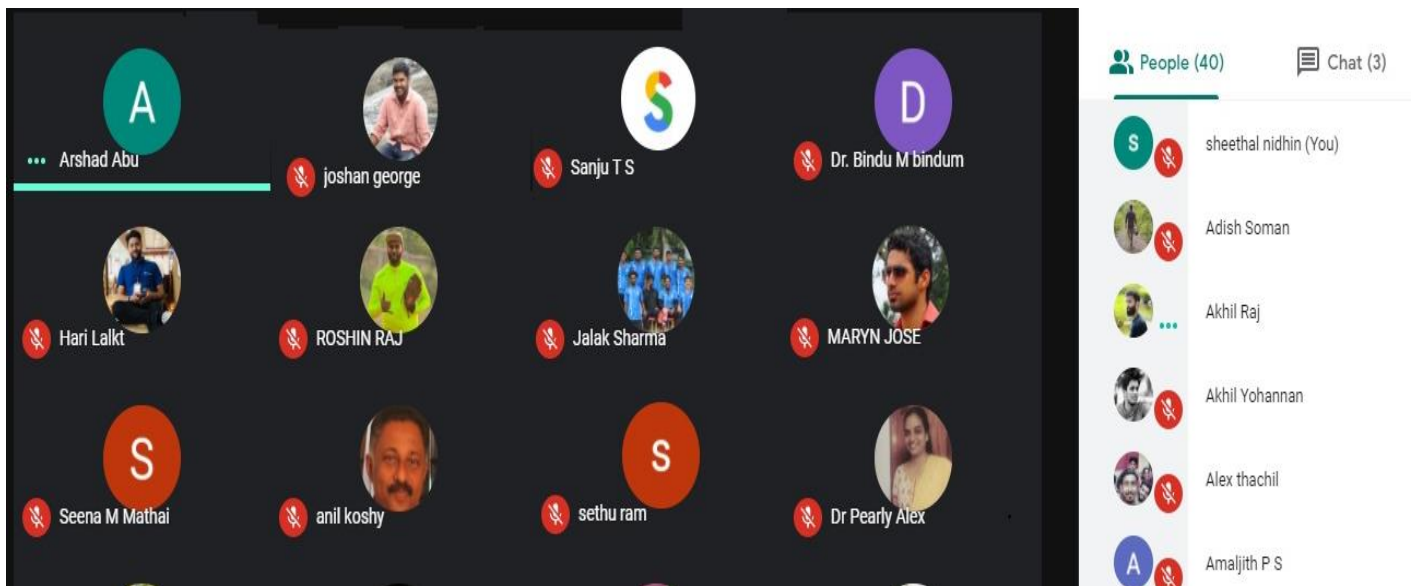 A
Arshad Abu
joshan george
S
Sanju T S
D
Dr. Bindu M bindum
Hari Lalkt
ROSHIN RAJ
Jalak Sharma
MARYN JOSE
S
Seena M Mathai
anil koshy
s
sethu ram
Dr Pearly Alex
People (40)
Chat (3)
s
sheethal nidhin (You)
Adish Soman
Akhil Raj
Akhil Yohannan
Alex thachil
A
Amaljith P S